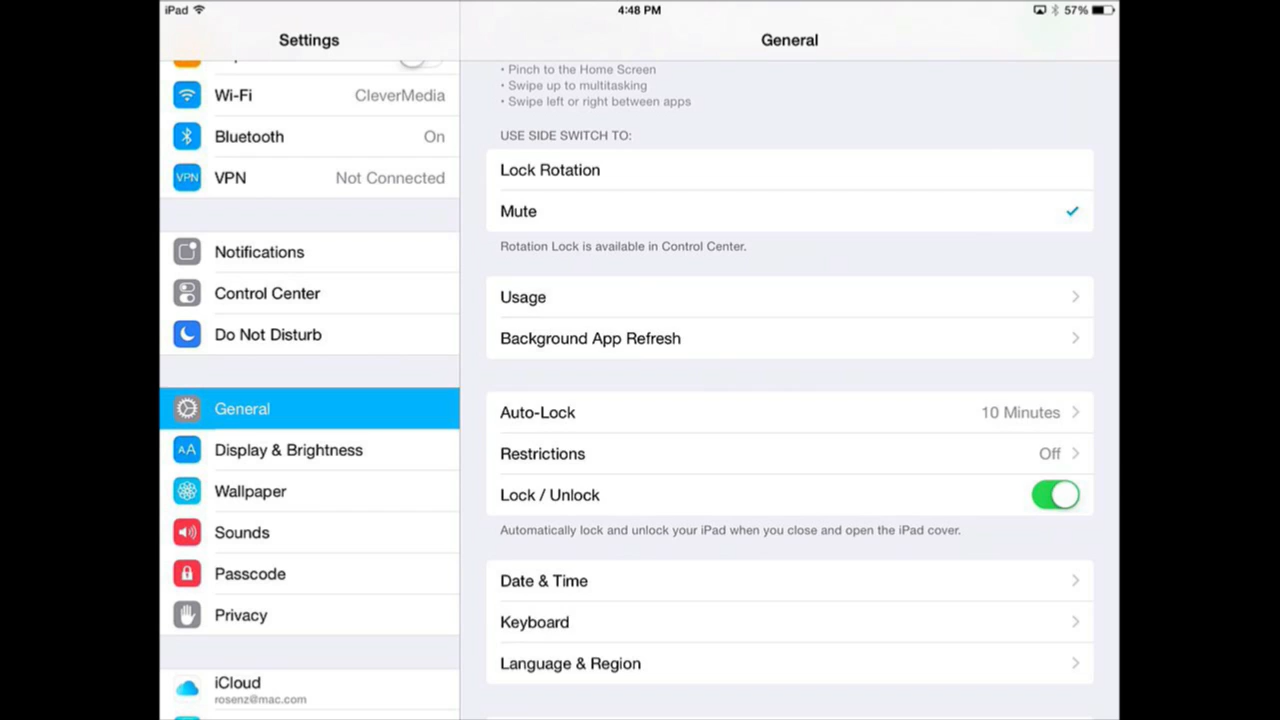 iPad 4:48 PM 57%
Settings
General
Wi-Fi CleverMedia
Bluetooth On
VPN VPN Not Connected
Notifications
Control Center
Do Not Disturb
General
AA Display & Brightness
Wallpaper
Sounds
Passcode
Privacy
iCloud
rosenz@mac.com
• Pinch to the Home Screen
• Swipe up to multitasking
• Swipe left or right between apps
USE SIDE SWITCH TO:
Lock Rotation
Mute
Rotation Lock is available in Control Center.
Usage
Background App Refresh
Auto-Lock 10 Minutes
Restrictions Off
Lock / Unlock
Automatically lock and unlock your iPad when you close and open the iPad cover.
Date & Time
Keyboard
Language & Region